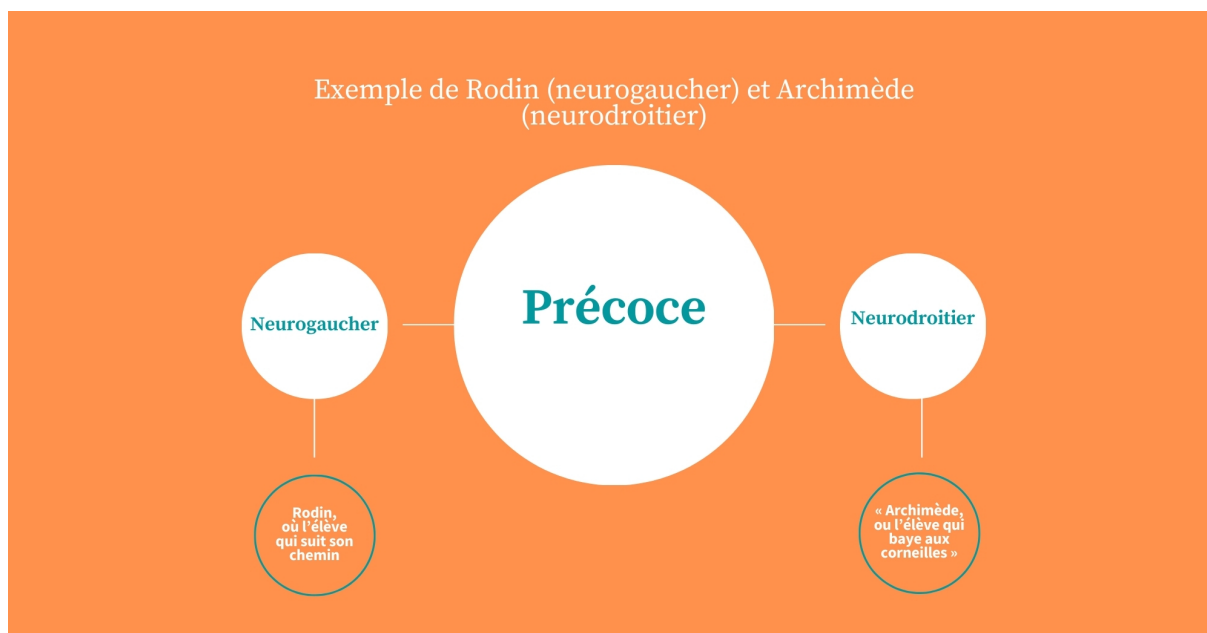 Exemple de Rodin (neurogaucher) et Archimède
(neurodroitier)
Précoce
Neurogaucher
Neurodroitier
Rodin,
où l'élève
qui suit son
chemin
« Archimède,
ou l'élève qui
baye aux
corneilles »